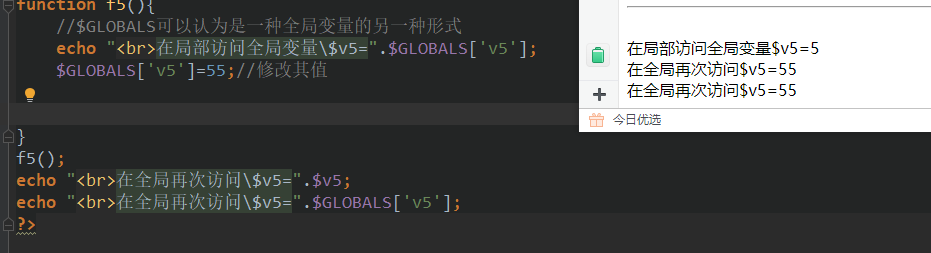 function f5(){
//$GLOBALS可以认为是一种全局变量的另一种形式
echo "<br>在局部访问全局变量\$v5=".$GLOBALS['v5'];
$GLOBALS['v5']=55;//修改其值
}
f5();
echo "<br>在全局再次访问\$v5=".$v5;
echo "<br>在全局再次访问\$v5=".$GLOBALS['v5'];
?>
在局部访问全局变量$v5=5
在全局再次访问$v5=55
在全局再次访问$v5=55
今日优选